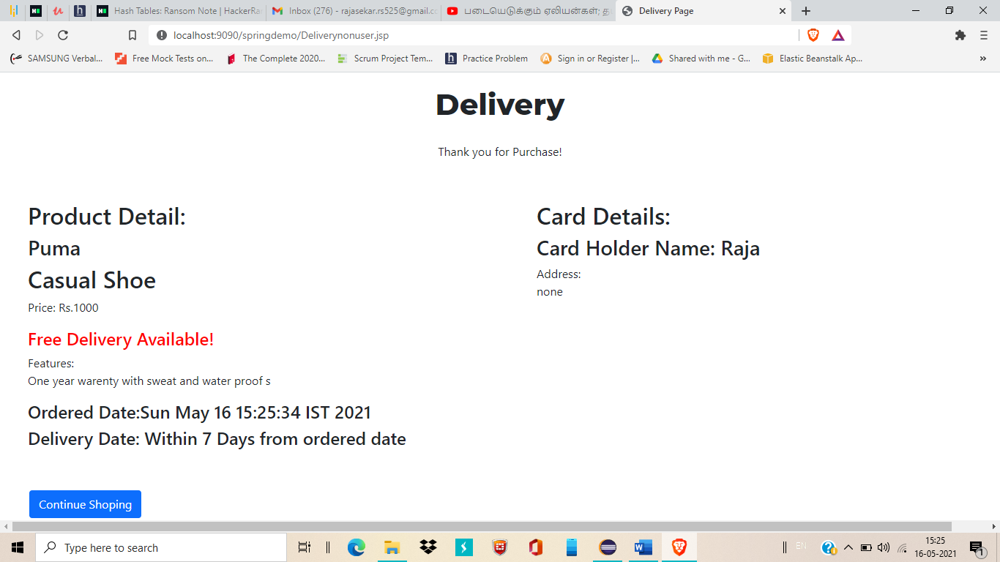 Hash Tables: Ransom Note | HackerRa
Inbox (276) - rajasekar.rs525@gmail.co
படையெடுக்கும் ஏலியன்கள்;
Delivery Page
localhost:9090/springdemo/Deliverynonuser.jsp
SAMSUNG Verbal...
Free Mock Tests on...
The Complete 2020...
Scrum Project Tem...
Practice Problem
Sign in or Register |...
Shared with me - G...
Elastic Beanstalk Ap...
Delivery
Thank you for Purchase!
Product Detail:
Puma
Casual Shoe
Price: Rs.1000
Free Delivery Available!
Features:
One year warenty with sweat and water proof s
Ordered Date:Sun May 16 15:25:34 IST 2021
Delivery Date: Within 7 Days from ordered date
Card Details:
Card Holder Name: Raja
Address:
none
Continue Shoping
Type here to search
EN
15:25
16-05-2021
1